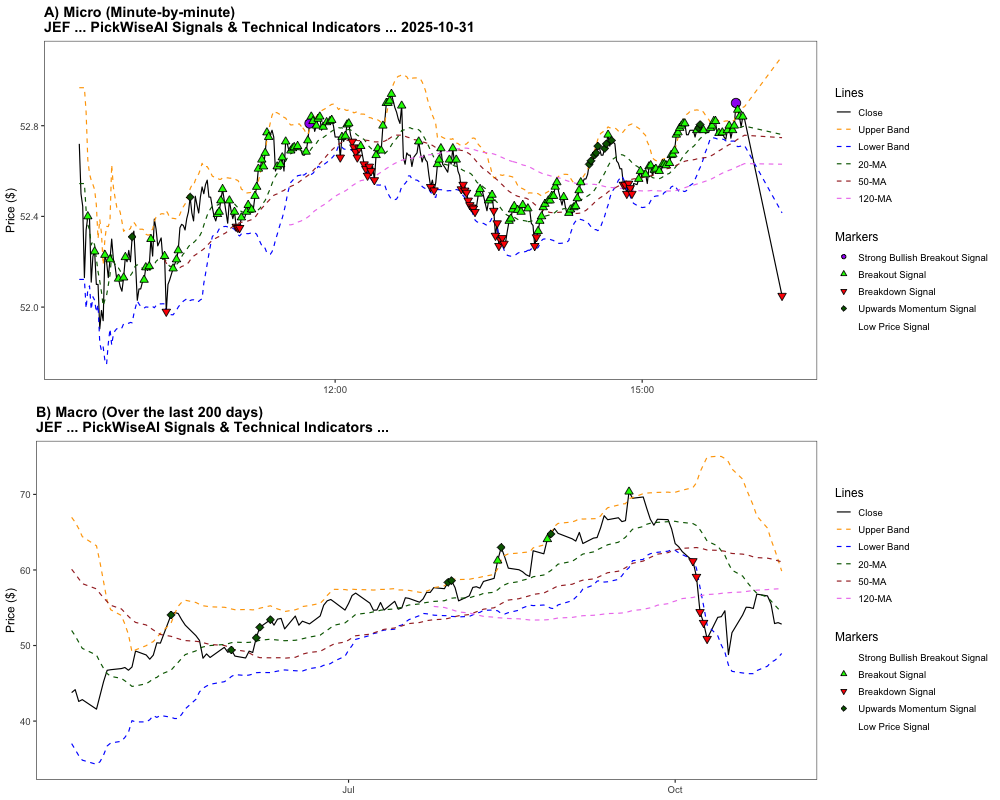 A) Micro (Minute-by-minute)
JEF ... PickWiseAI Signals & Technical Indicators ... 2025-10-31
Price ($)
52.8
52.4
52.0
12:00
15:00
Lines
Close
Upper Band
Lower Band
20-MA
50-MA
120-MA
Markers
Strong Bullish Breakout Signal
Breakout Signal
Breakdown Signal
Upwards Momentum Signal
Low Price Signal
B) Macro (Over the last 200 days)
JEF ... PickWiseAI Signals & Technical Indicators ...
Price ($)
70
60
50
40
Jul
Oct
Lines
Close
Upper Band
Lower Band
20-MA
50-MA
120-MA
Markers
Strong Bullish Breakout Signal
Breakout Signal
Breakdown Signal
Upwards Momentum Signal
Low Price Signal